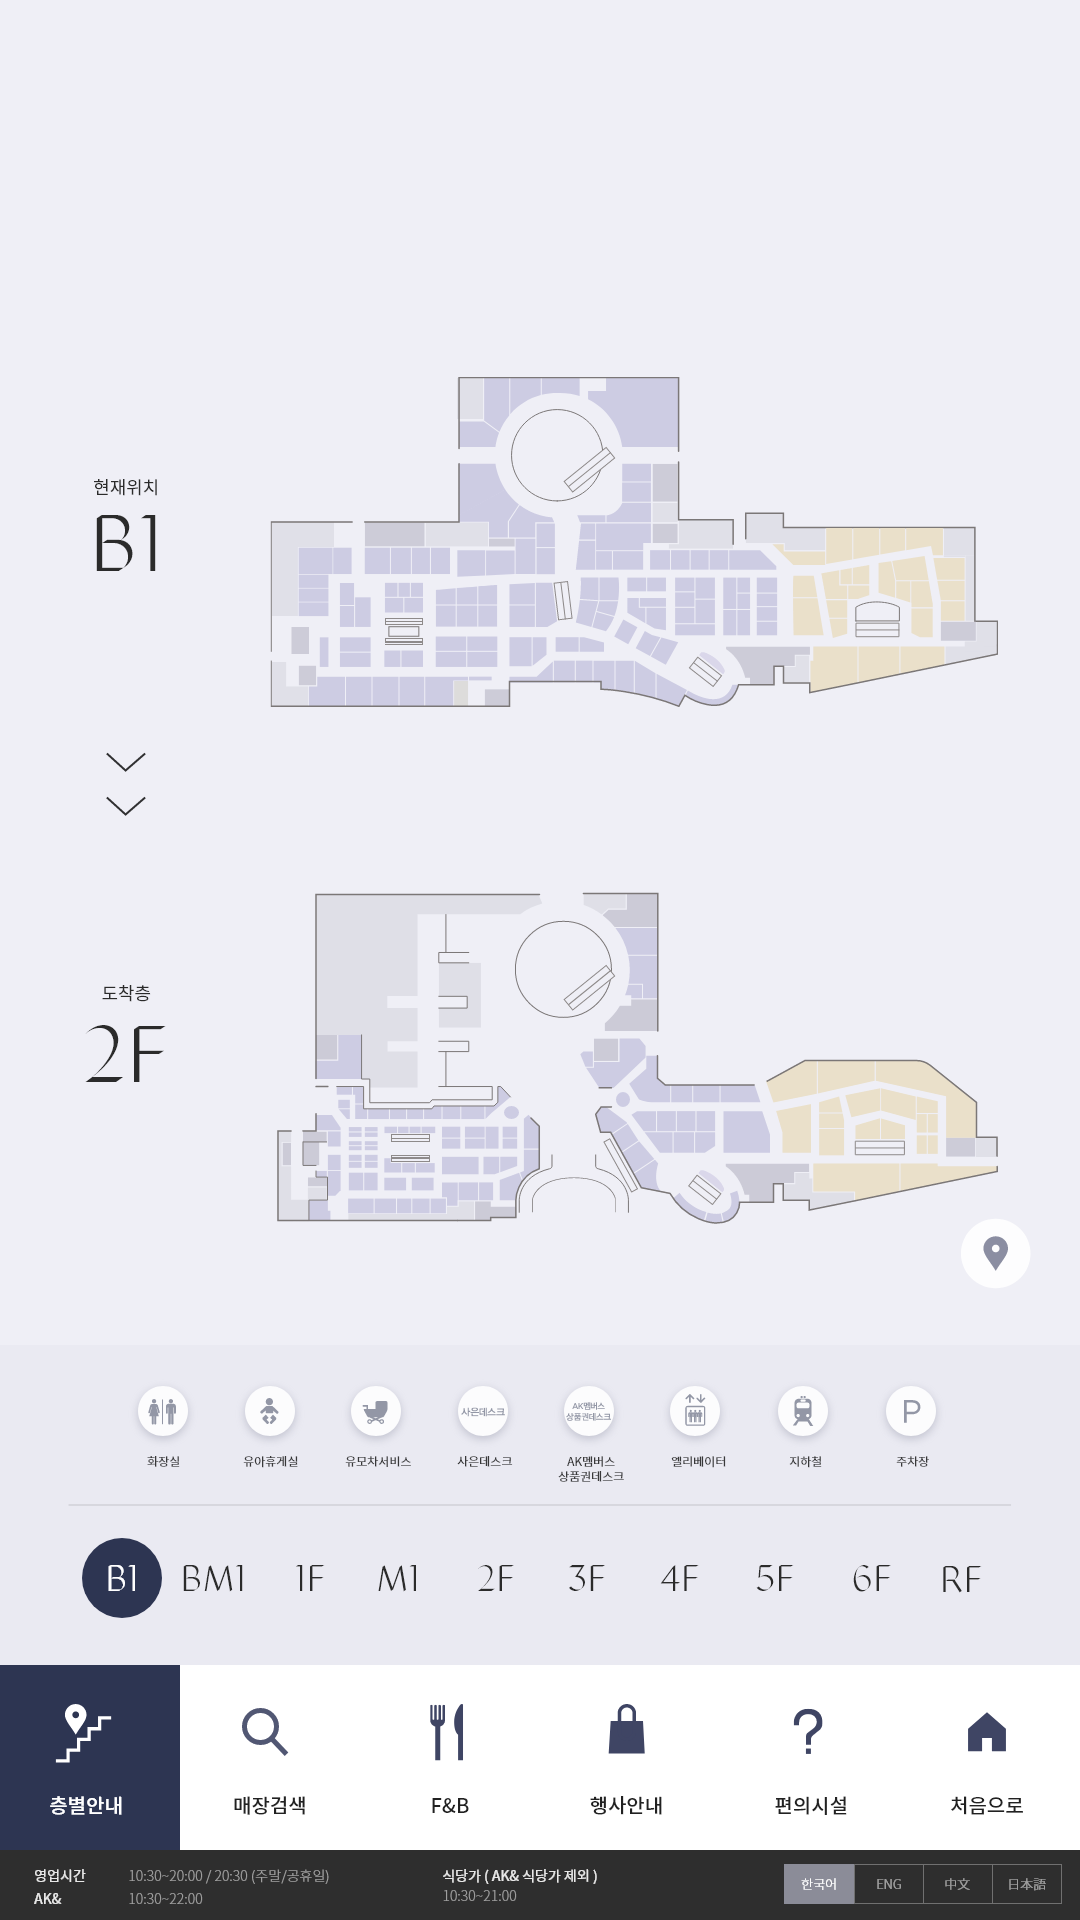 현재위치
B1
도착층
2F
사은데스크
AK멤버스
상품권데스크
P
화장실
유아휴게실
유모차서비스
사은데스크
AK멤버스
상품권데스크
엘리베이터
지하철
주차장
B1 BM1 1F M1 2F 3F 4F 5F 6F RF
층별안내
매장검색
F&B
행사안내
편의시설
처음으로
영업시간 10:30~20:00 / 20:30 (주말/공휴일)
AK& 10:30~22:00
식당가 ( AK& 식당가 제외 )
10:30~21:00
한국어 ENG 中文 日本語